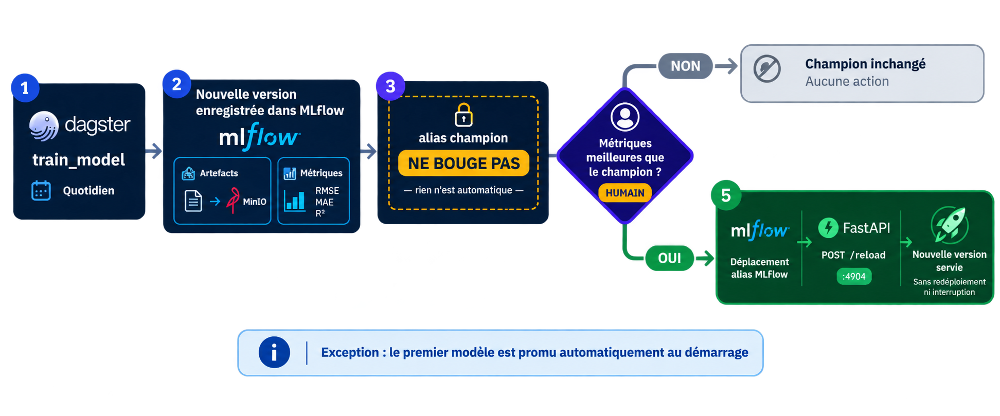 1
dagster
train_model
Quotidien
2
Nouvelle version
enregistrée dans MLflow
mlflow
Artefacts
MinIO
Métriques
RMSE
MAE
R²
3
alias champion
NE BOUGE PAS
— rien n'est automatique —
Métriques
meilleures que
le champion ?
HUMAIN
NON
Champion inchangé
Aucune action
OUI
5
mlflow
Déplacement
alias MLflow
FastAPI
POST /reload
:4904
Nouvelle version
servie
Sans redéploiement
ni interruption
i
Exception : le premier modèle est promu automatiquement au démarrage